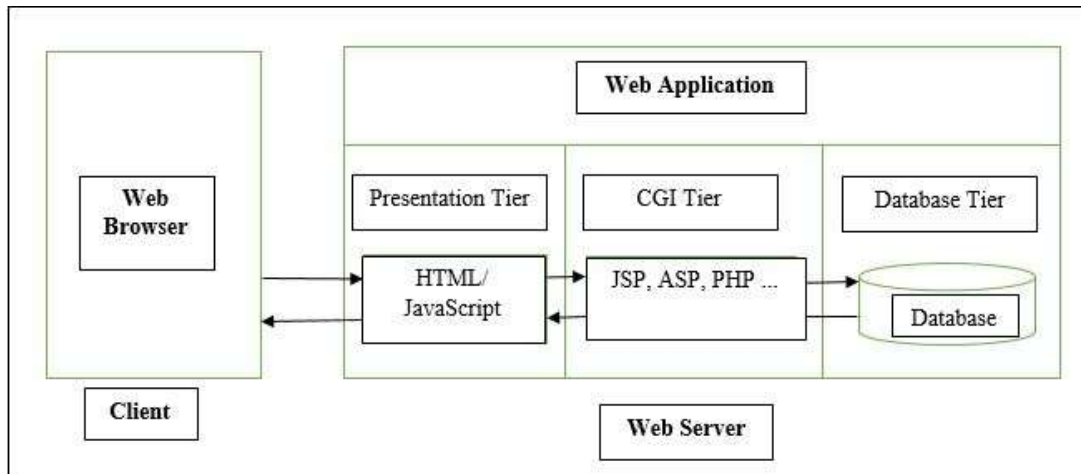 Web Application
Web
Browser
Presentation Tier
CGI Tier
Database Tier
HTML/
JavaScript
JSP, ASP, PHP ...
Database
Client
Web Server